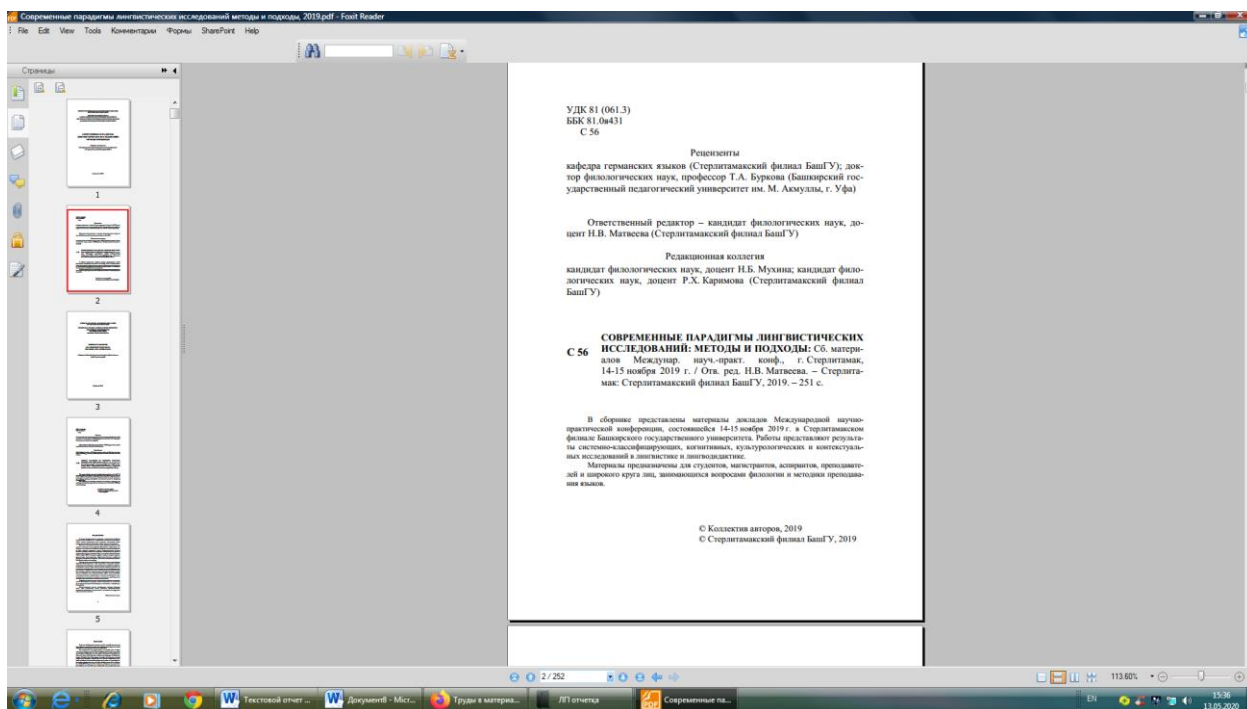 Современные парадигмы лингвистических исследований методы и подходы, 2019.pdf - Foxit Reader
File Edit View Tools Комментарии Формы SharePoint Help
Страницы
1
2
3
4
5
УДК 81 (061.3)
ББК 81.0я431
С 56
Рецензенты
кафедра германских языков (Стерлитамакский филиал БашГУ); док-
тор филологических наук, профессор Т.А. Буркова (Башкирский гос-
ударственный педагогический университет им. М. Акмуллы, г. Уфа)
Ответственный редактор – кандидат филологических наук, до-
цент Н.В. Матвеева (Стерлитамакский филиал БашГУ)
Редакционная коллегия
кандидат филологических наук, доцент Н.Б. Мухина; кандидат фило-
логических наук, доцент Р.Х. Каримова (Стерлитамакский филиал
БашГУ)
СОВРЕМЕННЫЕ ПАРАДИГМЫ ЛИНГВИСТИЧЕСКИХ
С 56 ИССЛЕДОВАНИЙ: МЕТОДЫ И ПОДХОДЫ: Сб. матери-
алов Междунар. науч.-практ. конф., г. Стерлитамак,
14-15 ноября 2019 г. / Отв. ред. Н.В. Матвеева. – Стерлита-
мак: Стерлитамакский филиал БашГУ, 2019. – 251 с.
В сборнике представлены материалы докладов Международной научно-
практической конференции, состоявшейся 14-15 ноября 2019 г. в Стерлитамакском
филиале Башкирского государственного университета. Работы представляют результа-
ты системно-классифицирующих, когнитивных, культурологических и контекстуаль-
ных исследований в лингвистике и лингводидактике.
Материалы предназначены для студентов, магистрантов, аспирантов, преподавате-
лей и широкого круга лиц, занимающихся вопросами филологии и методики преподава-
ния языков.
© Коллектив авторов, 2019
© Стерлитамакский филиал БашГУ, 2019
2/252
113.60%
Текстовой отчет ...
Документ8 - Micr...
Труды в материа...
ЛП отчетка
Современные па...
EN
15:36
13.05.2020